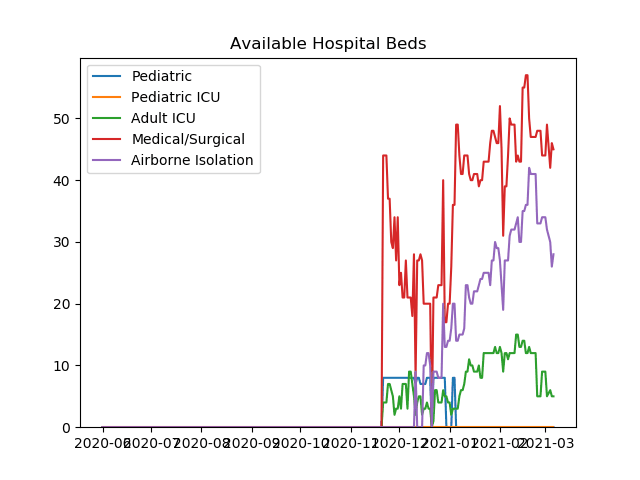 Available Hospital Beds
Pediatric
Pediatric ICU
Adult ICU
Medical/Surgical
Airborne Isolation
50
40
30
20
10
0
2020-06 2020-07 2020-08 2020-09 2020-10 2020-11 2020-12 2021-01 2021-02 2021-03